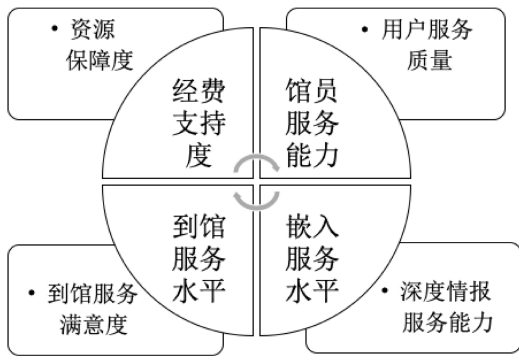 • 资源
保障度
• 用户服务
质量
经费
支持
度
馆员
服务
能力
到馆
服务
水平
嵌入
服务
水平
• 到馆服务
满意度
• 深度情报
服务能力